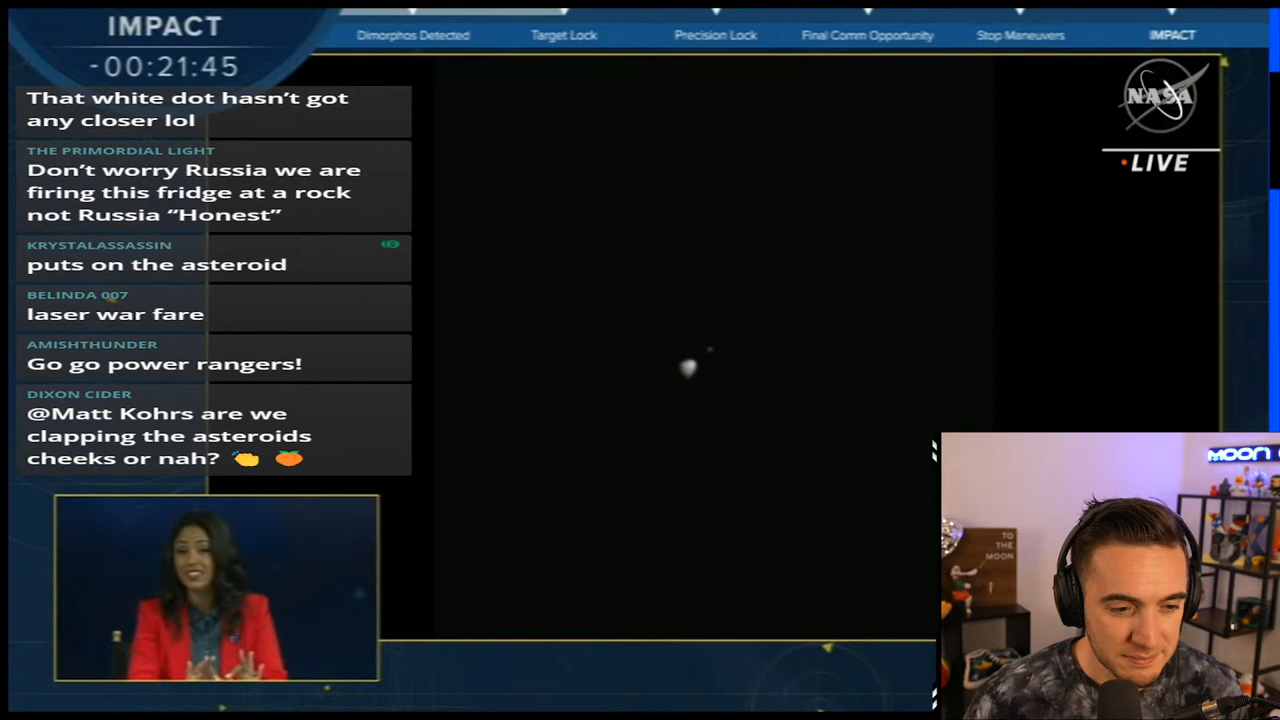 IMPACT
-00:21:45
Dimorphos Detected
Target Lock
Precision Lock
Final Comm Opportunity
Stop Maneuvers
IMPACT
NASA
LIVE
That white dot hasn't got
any closer lol
THE PRIMORDIAL LIGHT
Don't worry Russia we are
firing this fridge at a rock
not Russia “Honest”
KRYSTALASSASSIN
puts on the asteroid
BELINDA 007
laser war fare
AMISHTHUNDER
Go go power rangers!
DIXON CIDER
@Matt Kohrs are we
clapping the asteroids
cheeks or nah? 👏 🍑
MOON
TO
THE
MOON